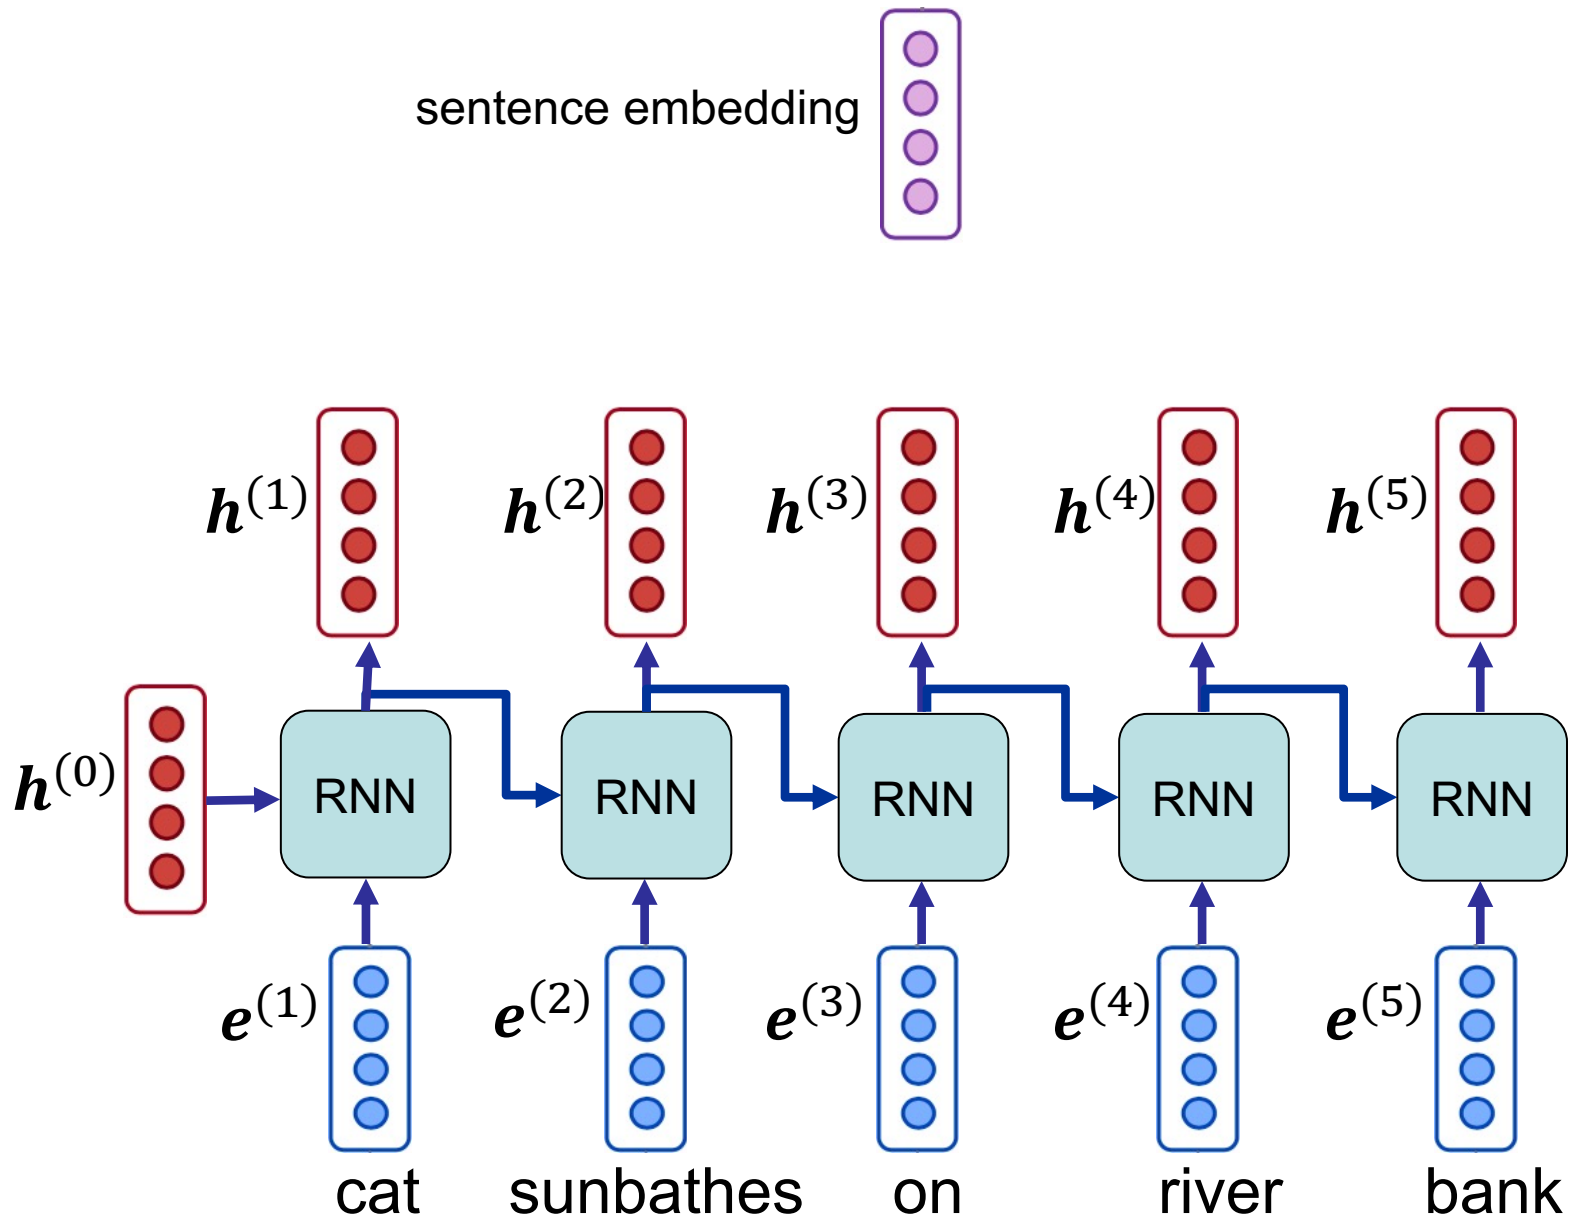 sentence embedding
h^(1) h^(2) h^(3) h^(4) h^(5)
h^(0) RNN RNN RNN RNN RNN
e^(1) e^(2) e^(3) e^(4) e^(5)
cat sunbathes on river bank